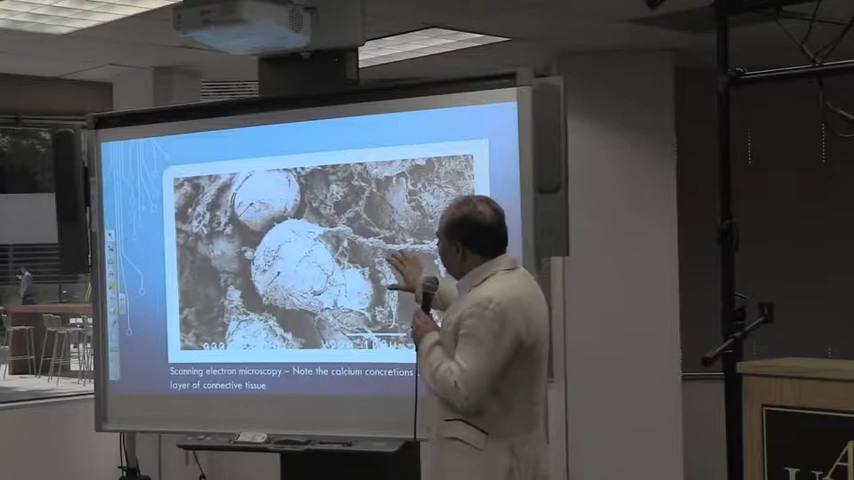 Scanning electron microscopy – Note the calcium concretions
layer of connective tissue